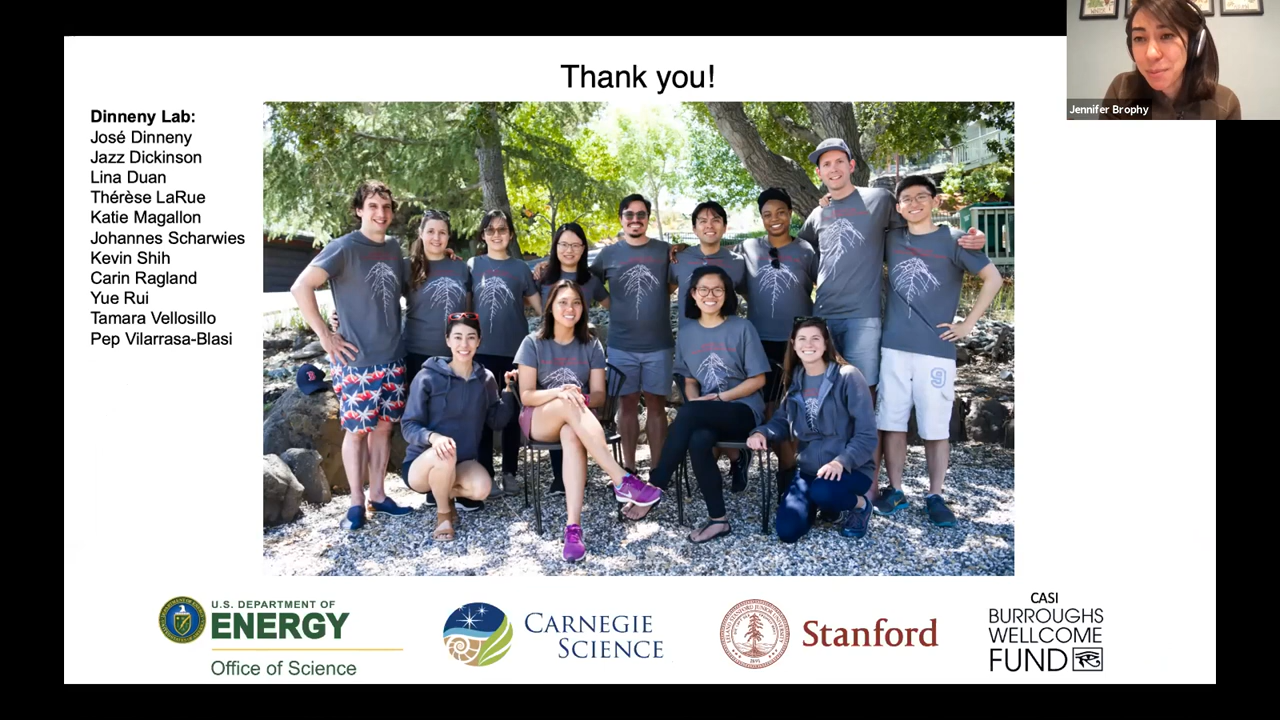 Thank you!
Jennifer Brophy
Dinneny Lab:
José Dinneny
Jazz Dickinson
Lina Duan
Thérèse LaRue
Katie Magallon
Johannes Scharwies
Kevin Shih
Carin Ragland
Yue Rui
Tamara Vellosillo
Pep Vilarrasa-Blasi
9
U.S. DEPARTMENT OF
ENERGY
Office of Science
CARNEGIE
SCIENCE
Stanford
CASI
BURROUGHS
WELLCOME
FUND